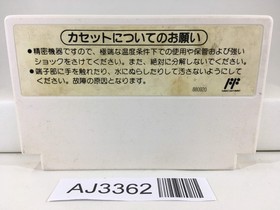 カセットについてのお願い
●精密機器ですので、極端な温度条件下での使用や保管および強い
ショックをさけてください。また、絶対に分解しないでください。
●端子部に手を触れたり、水にぬらしたりして汚さないようにして
ください。故障の原因となります。
AJ3362